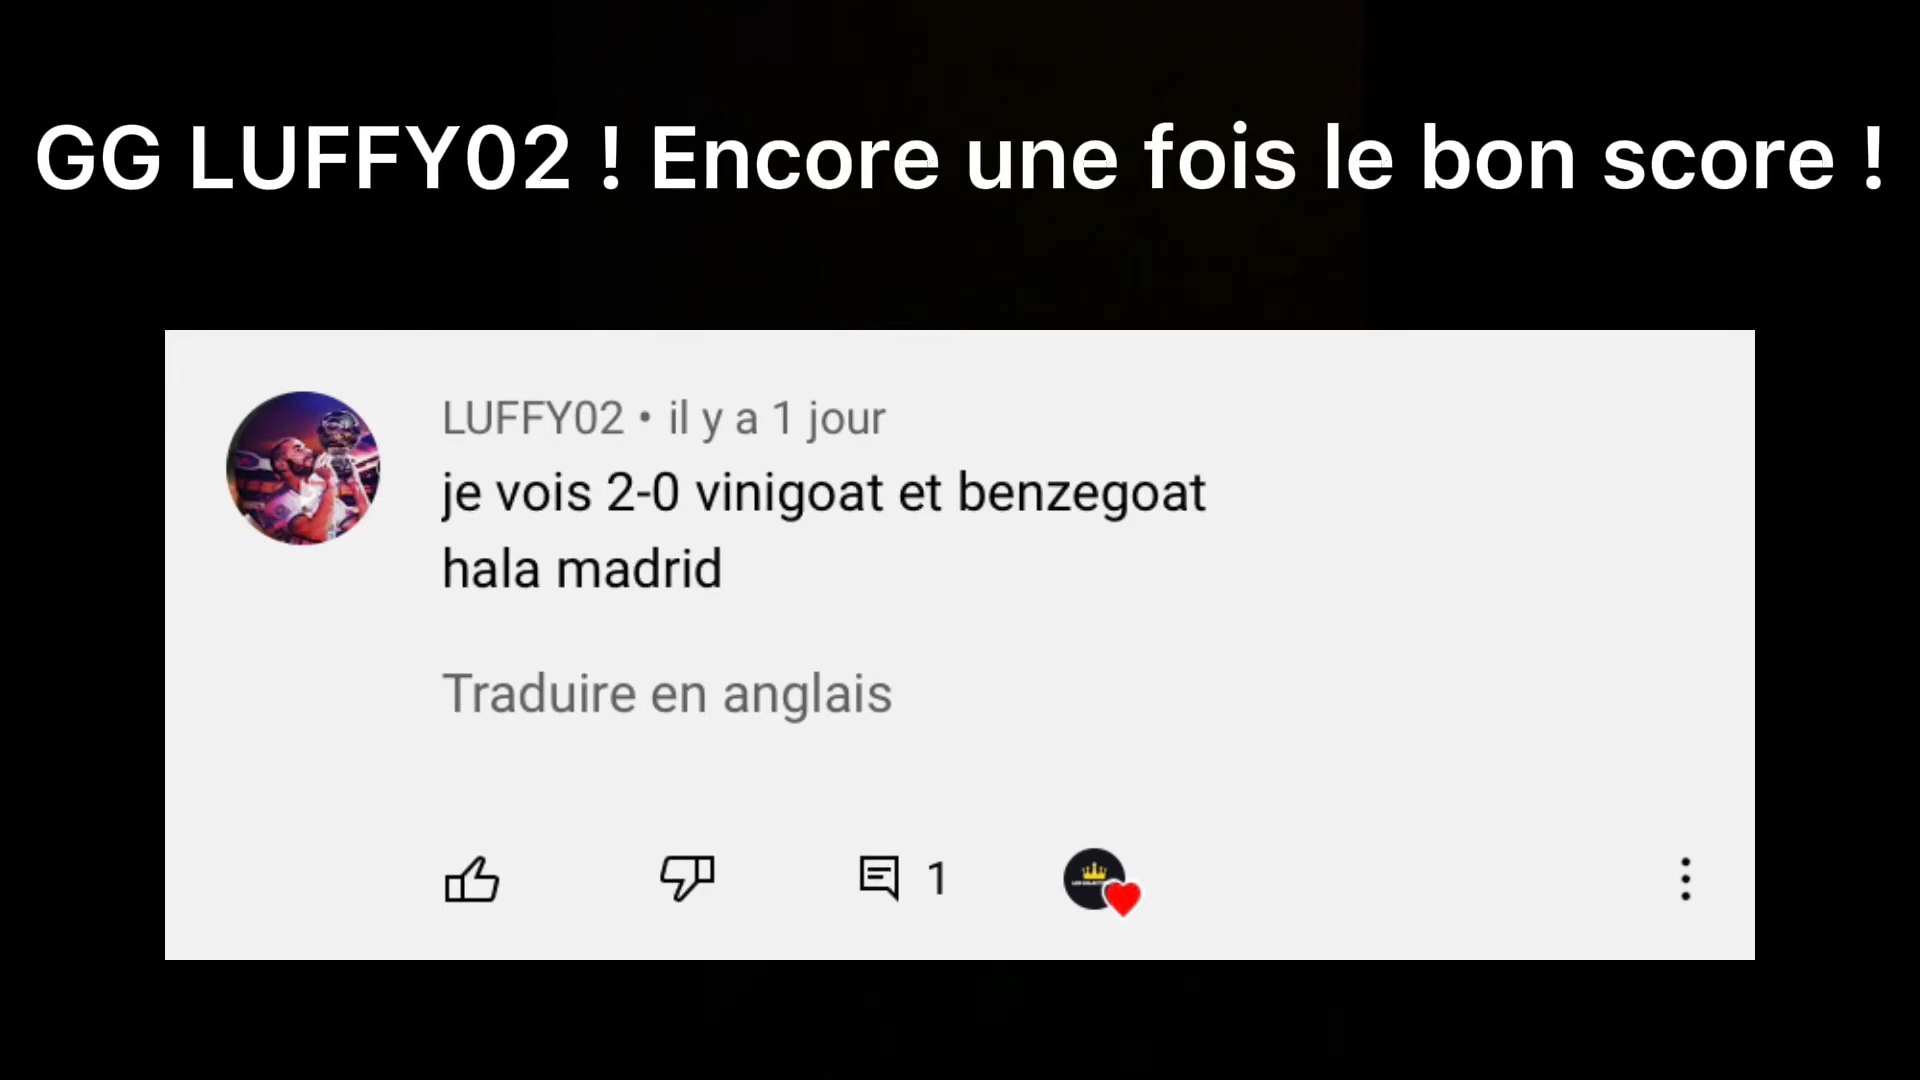 GG LUFFY02 ! Encore une fois le bon score !
LUFFY02 • il y a 1 jour
je vois 2-0 vinigoat et benzegoat
hala madrid
Traduire en anglais
1